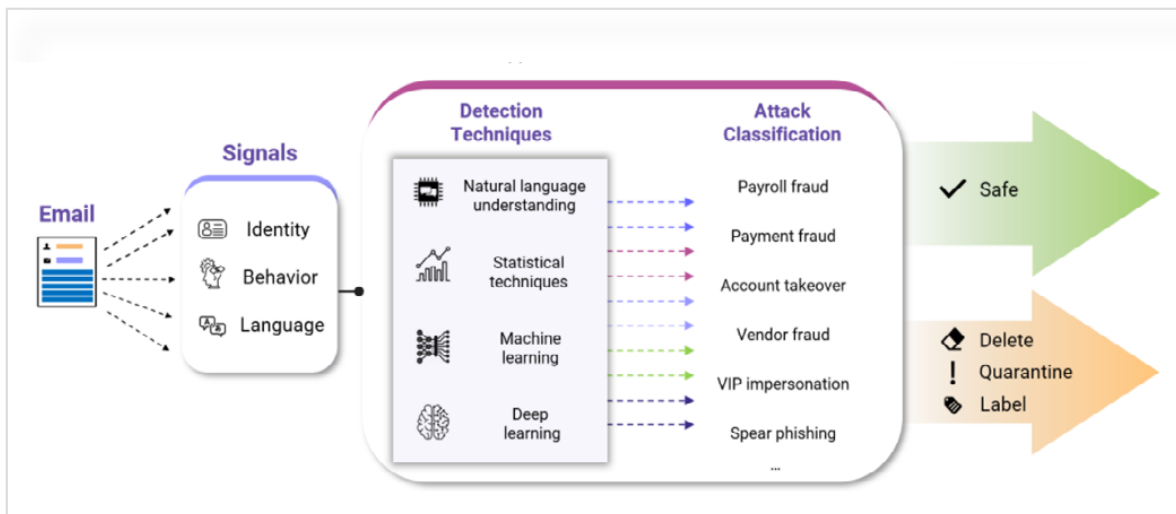 Email
Signals
Identity
Behavior
Language
Detection
Techniques
Natural language
understanding
Statistical
techniques
Machine
learning
Deep
learning
Attack
Classification
Payroll fraud
Payment fraud
Account takeover
Vendor fraud
VIP impersonation
Spear phishing
...
Safe
Delete
Quarantine
Label